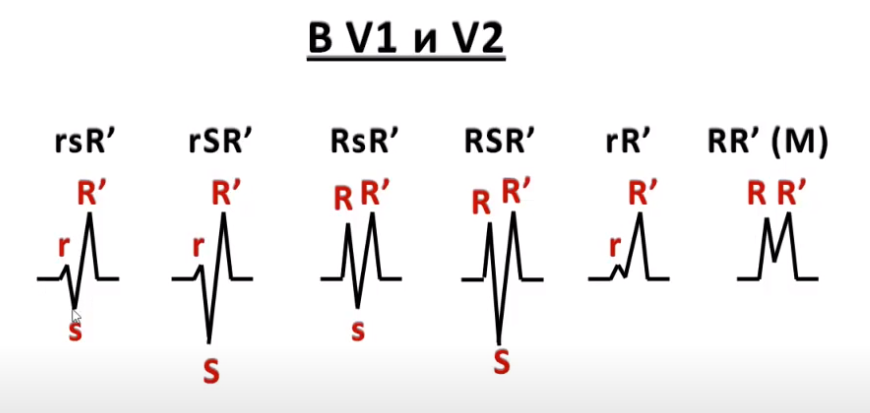 В V1 и V2
rsR’ rSR’ RsR’ RSR’ rR’ RR’ (M)
R’ R’ R R’ R R’ R’ R R’
r r r
s S s S